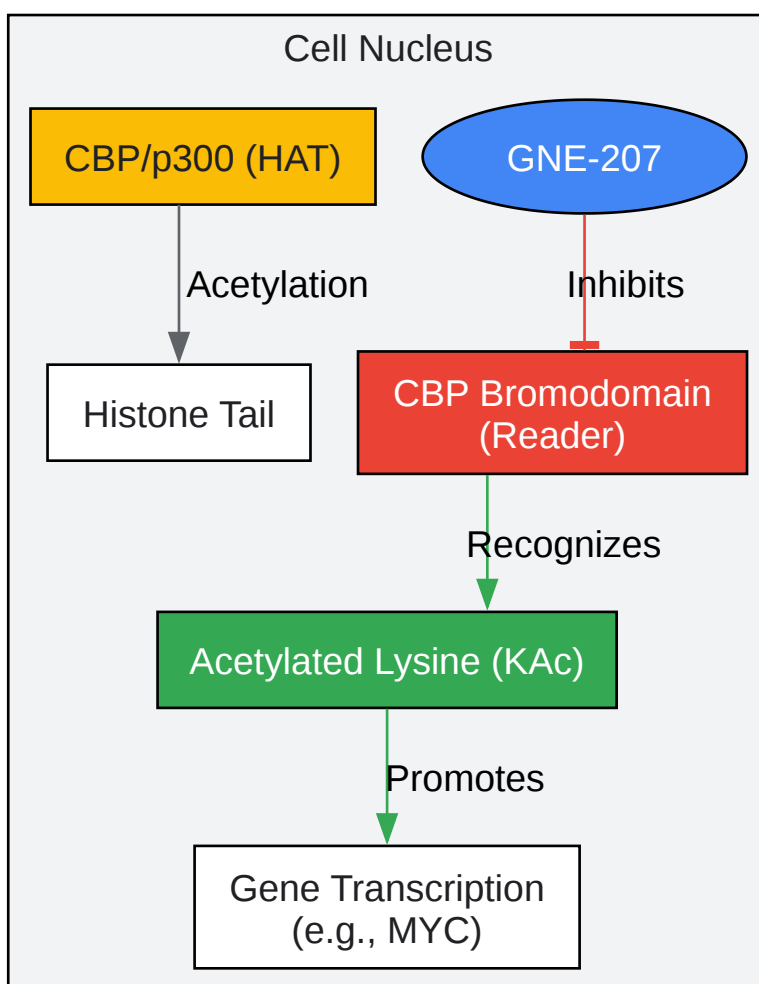 Cell Nucleus
CBP/p300 (HAT)
GNE-207
Acetylation
Inhibits
Histone Tail
CBP Bromodomain
(Reader)
Recognizes
Acetylated Lysine (KAc)
Promotes
Gene Transcription
(e.g., MYC)